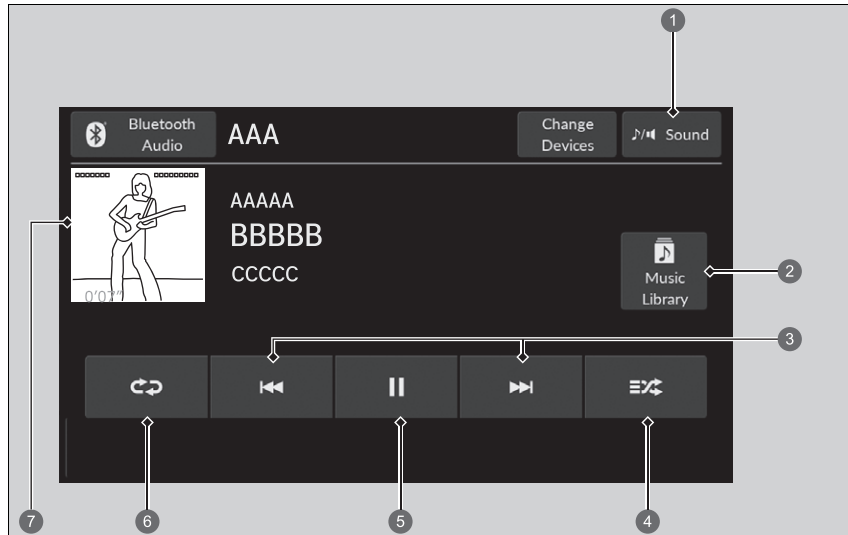 1
Bluetooth
Audio
AAA
Change
Devices
Sound
AAAAA
BBBBB
CCCCC
0'07"
Music
Library
2
3
7
6
5
4